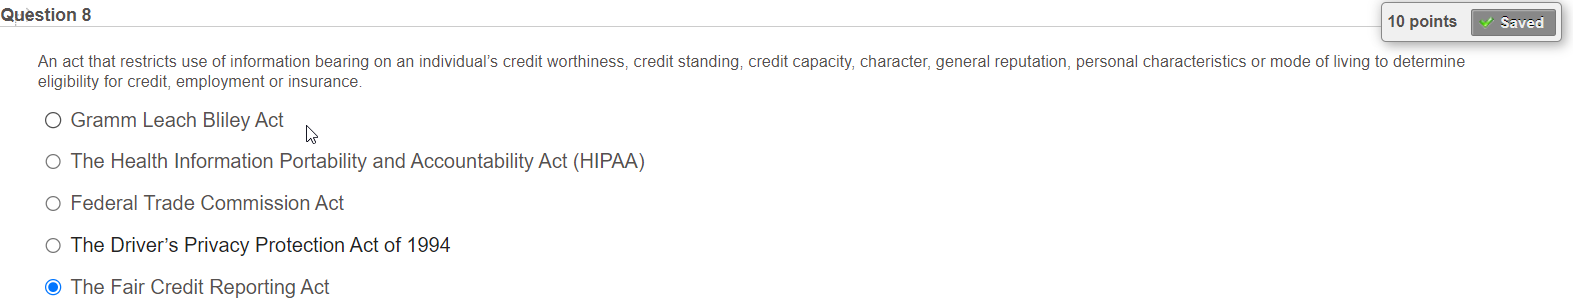 Question 8
10 points
Saved
An act that restricts use of information bearing on an individual's credit worthiness, credit standing, credit capacity, character, general reputation, personal characteristics or mode of living to determine
eligibility for credit, employment or insurance.
Gramm Leach Bliley Act
The Health Information Portability and Accountability Act (HIPAA)
Federal Trade Commission Act
The Driver’s Privacy Protection Act of 1994
The Fair Credit Reporting Act